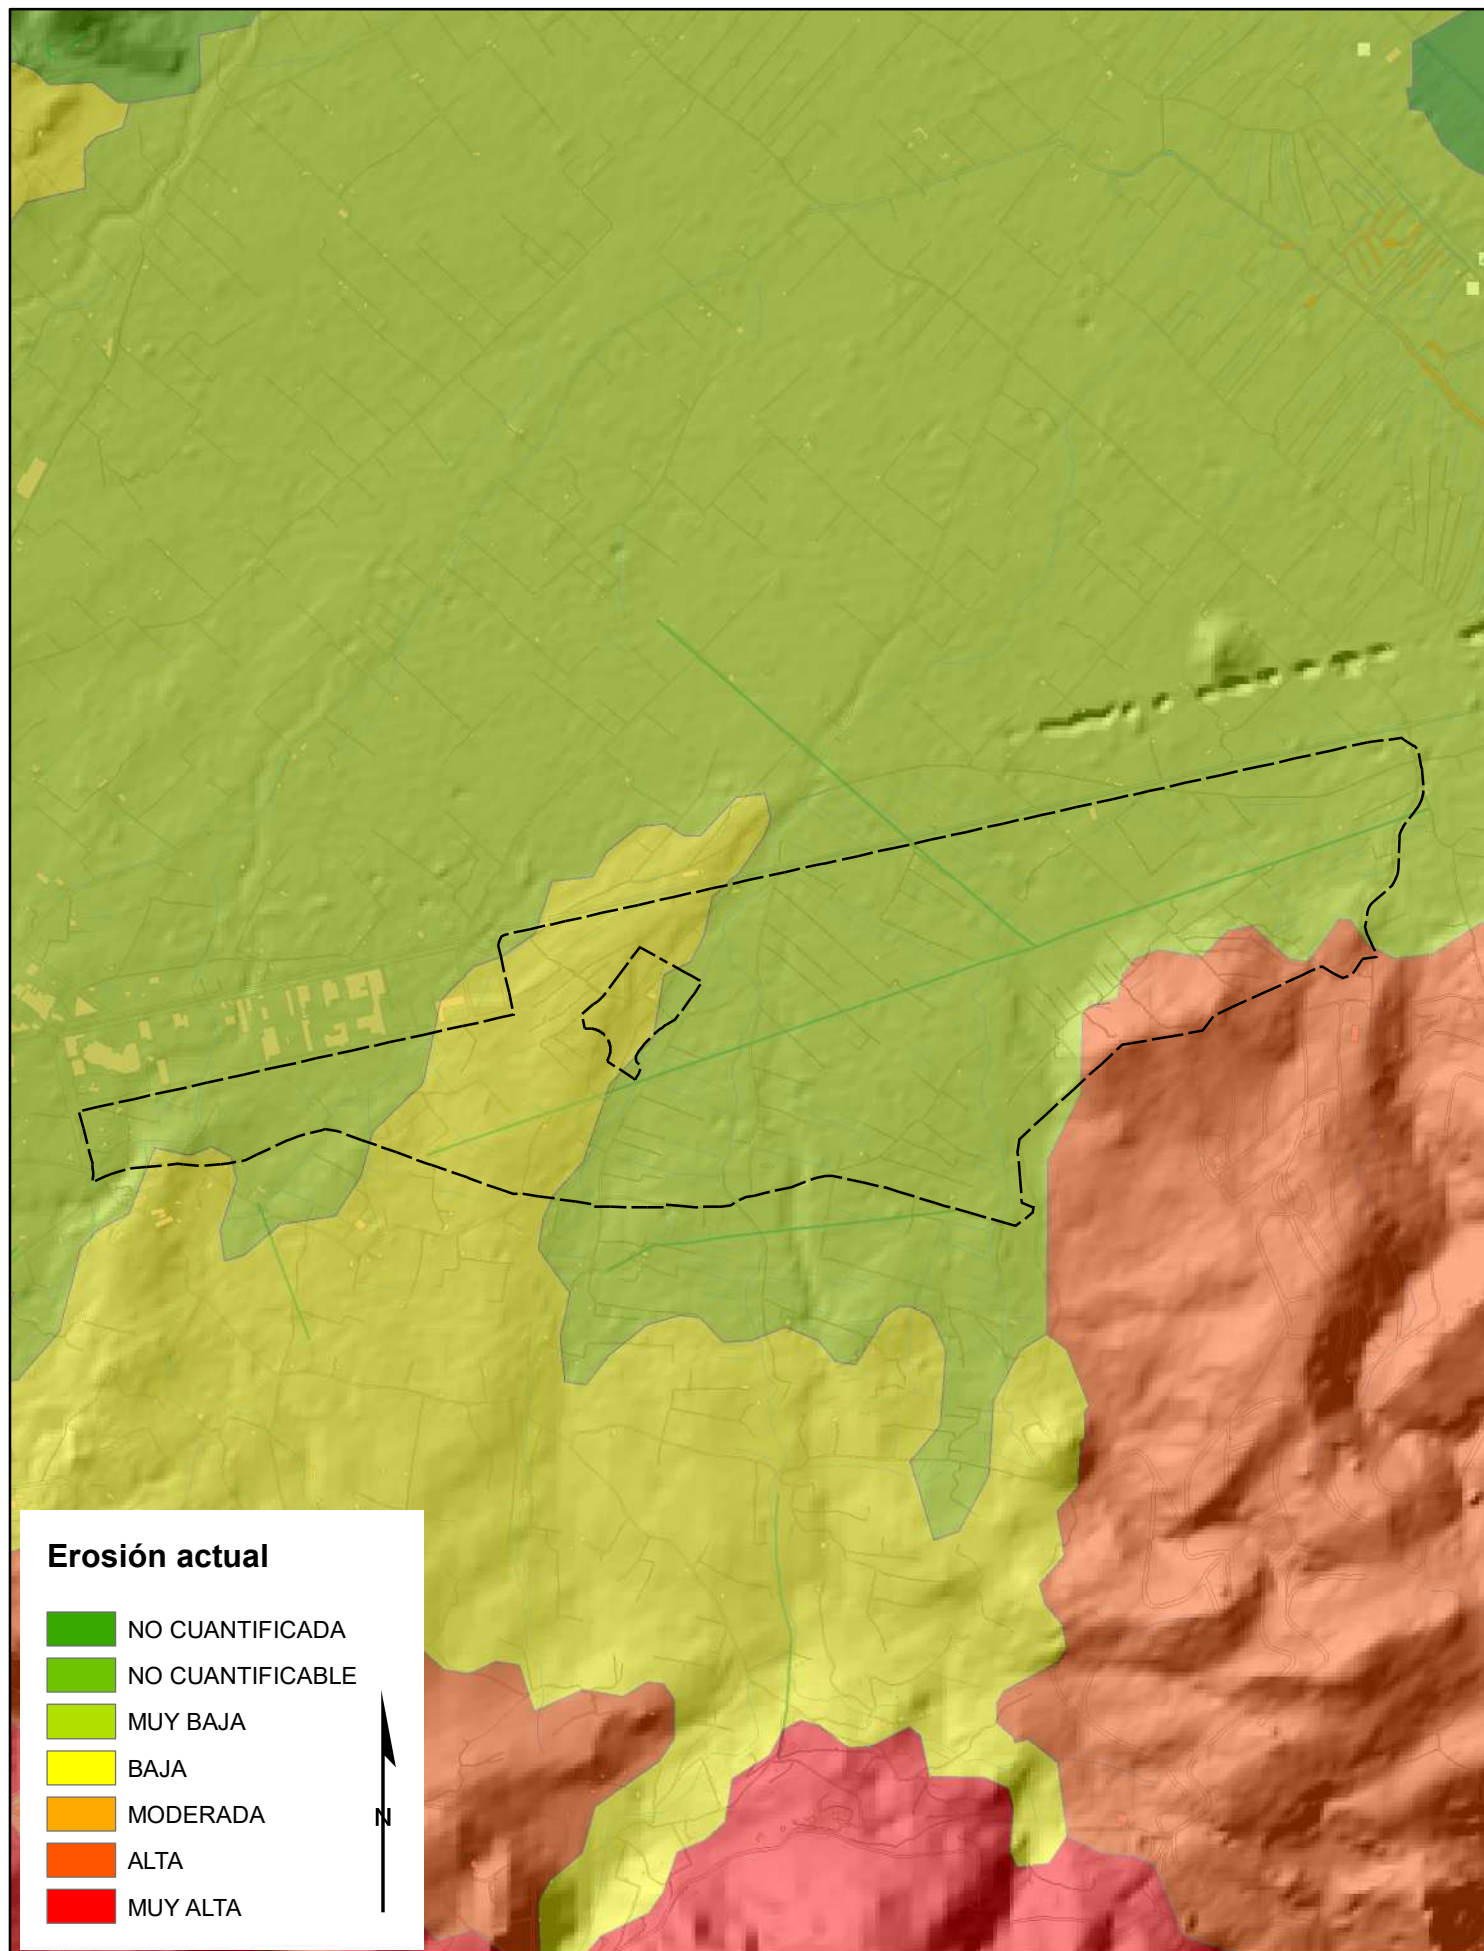 Erosión actual
NO CUANTIFICADA
NO CUANTIFICABLE
MUY BAJA
BAJA
MODERADA
ALTA
MUY ALTA
N